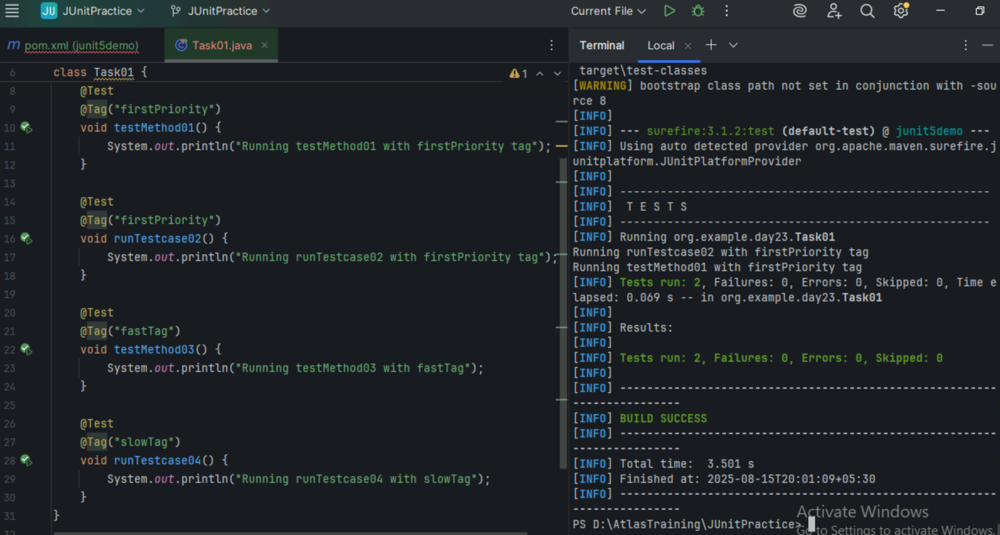 JU JUnitPractice JUnitPractice Current File
m pom.xml (junit5demo) Task01.java ×
Terminal Local × +
6 class Task01 { 1
8 @Test
9 @Tag("firstPriority")
10 void testMethod01() {
11 System.out.println("Running testMethod01 with firstPriority tag");
12 }
13
14 @Test
15 @Tag("firstPriority")
16 void runTestcase02() {
17 System.out.println("Running runTestcase02 with firstPriority tag");
18 }
19
20 @Test
21 @Tag("fastTag")
22 void testMethod03() {
23 System.out.println("Running testMethod03 with fastTag");
24 }
25
26 @Test
27 @Tag("slowTag")
28 void runTestcase04() {
29 System.out.println("Running runTestcase04 with slowTag");
30 }
31 }
32
target\test-classes
[WARNING] bootstrap class path not set in conjunction with -sou
rce 8
[INFO]
[INFO] --- surefire:3.1.2:test (default-test) @ junit5demo ---
[INFO] Using auto detected provider org.apache.maven.surefire.j
unitplatform.JUnitPlatformProvider
[INFO]
[INFO] -------------------------------------------------------
[INFO]  T E S T S
[INFO] -------------------------------------------------------
[INFO] Running org.example.day23.Task01
Running runTestcase02 with firstPriority tag
Running testMethod01 with firstPriority tag
[INFO] Tests run: 2, Failures: 0, Errors: 0, Skipped: 0, Time e
lapsed: 0.069 s -- in org.example.day23.Task01
[INFO]
[INFO] Results:
[INFO]
[INFO] Tests run: 2, Failures: 0, Errors: 0, Skipped: 0
[INFO]
[INFO] --------------------------------------------------------
----------------
[INFO] BUILD SUCCESS
[INFO] --------------------------------------------------------
----------------
[INFO] Total time:  3.501 s
[INFO] Finished at: 2025-08-15T20:01:09+05:30
[INFO] --------------------------------------------------------
----------------
PS D:\AtlasTraining\JUnitPractice>
Activate Windows
Go to Settings to activate Windows.